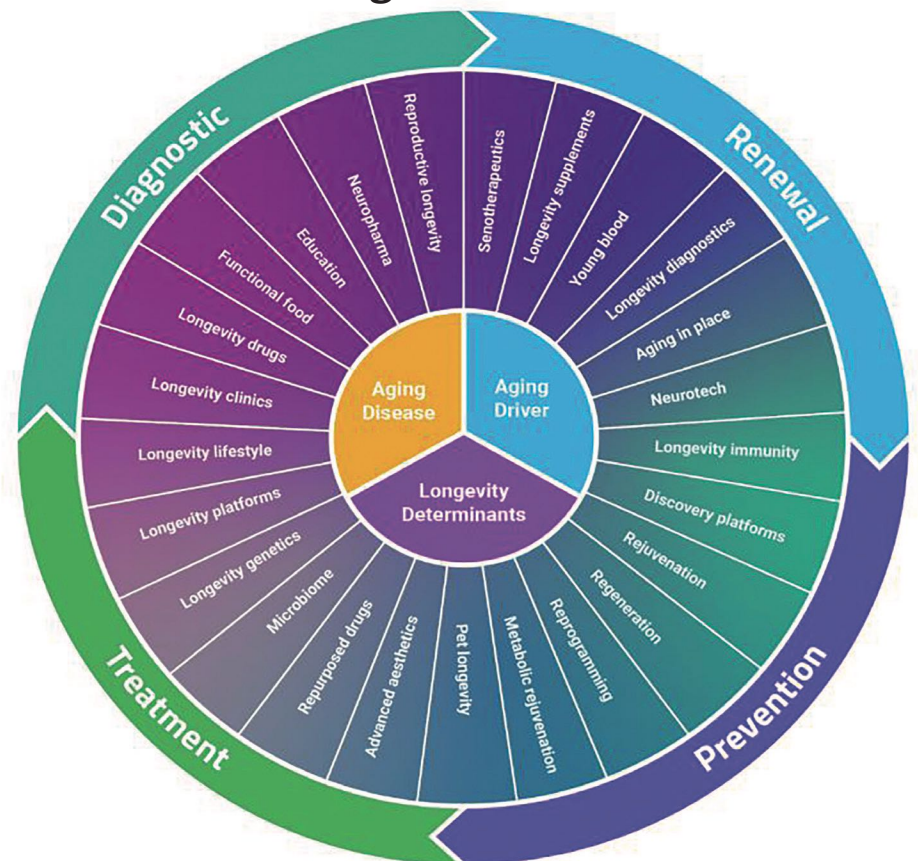 Diagnostic
Renewal
Prevention
Treatment
Senotherapeutics
Longevity supplements
Young blood
Longevity diagnostics
Aging in place
Neurotech
Longevity immunity
Discovery platforms
Rejuvenation
Regeneration
Reprogramming
Metabolic rejuvenation
Pet longevity
Advanced aesthetics
Repurposed drugs
Microbiome
Longevity genetics
Longevity platforms
Longevity lifestyle
Longevity clinics
Longevity drugs
Functional food
Education
Neuropharma
Reproductive longevity
Aging
Disease
Aging
Driver
Longevity
Determinants